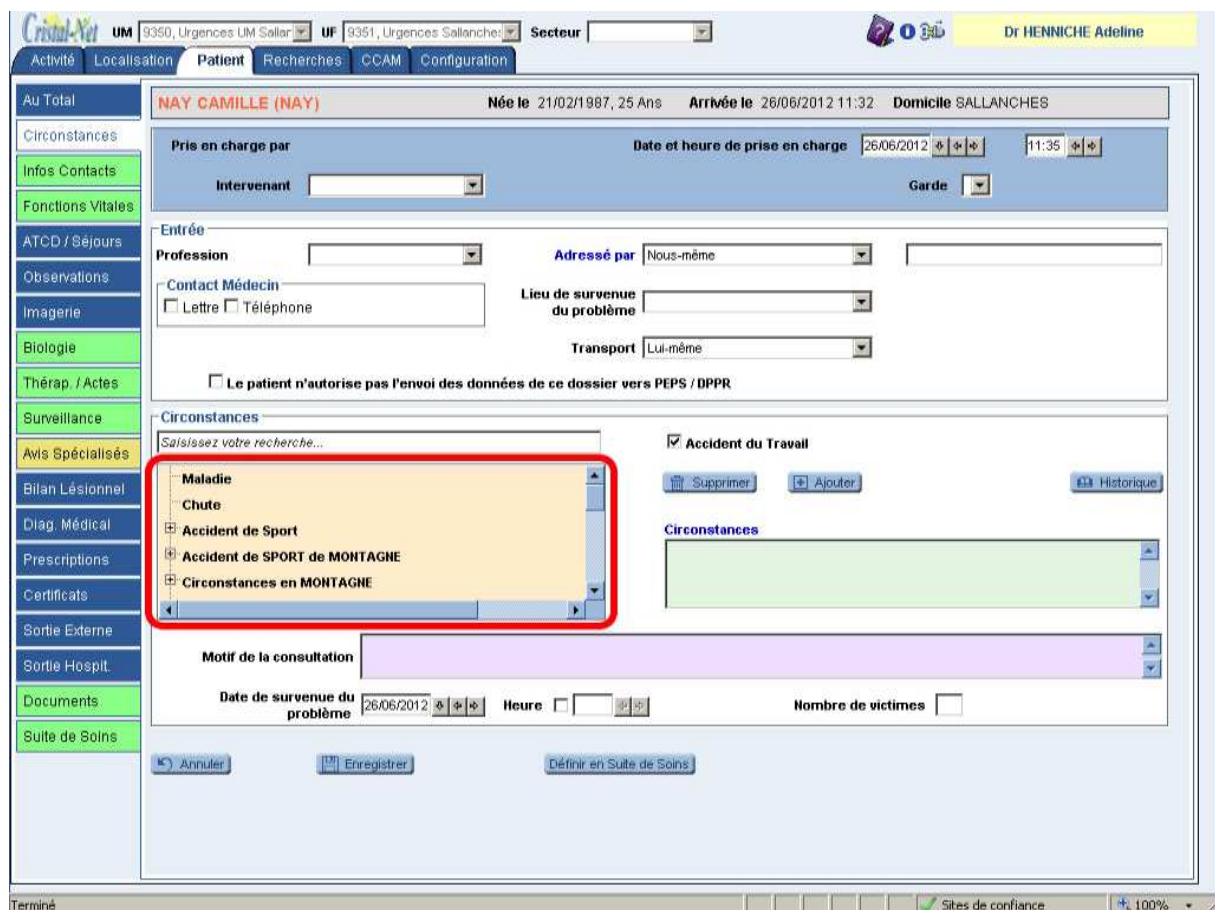 Cristal-Net UM 9350, Urgences UM Sallar UF 9351, Urgences Sallanche: Secteur Dr HENNICHE Adeline
Activité Localisation Patient Recherches CCAM Configuration
Au Total
Circonstances
Infos Contacts
Fonctions Vitales
ATCD / Séjours
Observations
Imagerie
Biologie
Thérap. / Actes
Surveillance
Avis Spécialisés
Bilan Lésionnel
Diag. Médical
Prescriptions
Certificats
Sortie Externe
Sortie Hospit.
Documents
Suite de Soins
NAY CAMILLE (NAY) Née le 21/02/1987, 25 Ans Arrivée le 26/06/2012 11:32 Domicile SALLANCHES
Pris en charge par Date et heure de prise en charge 26/06/2012 11:35
Intervenant Garde
Entrée
Profession Adressé par Nous-même
Contact Médecin
Lettre Téléphone
Lieu de survenue
du problème
Transport Lui-même
Le patient n'autorise pas l'envoi des données de ce dossier vers PEPS / DPPR
Circonstances
Saisissez votre recherche... Accident du Travail
Maladie
Chute
Accident de Sport
Accident de SPORT de MONTAGNE
Circonstances en MONTAGNE
Supprimer Ajouter Historique
Circonstances
Motif de la consultation
Date de survenue du
problème 26/06/2012 Heure Nombre de victimes
Annuler Enregistrer Définir en Suite de Soins
Terminé Sites de confiance 100%